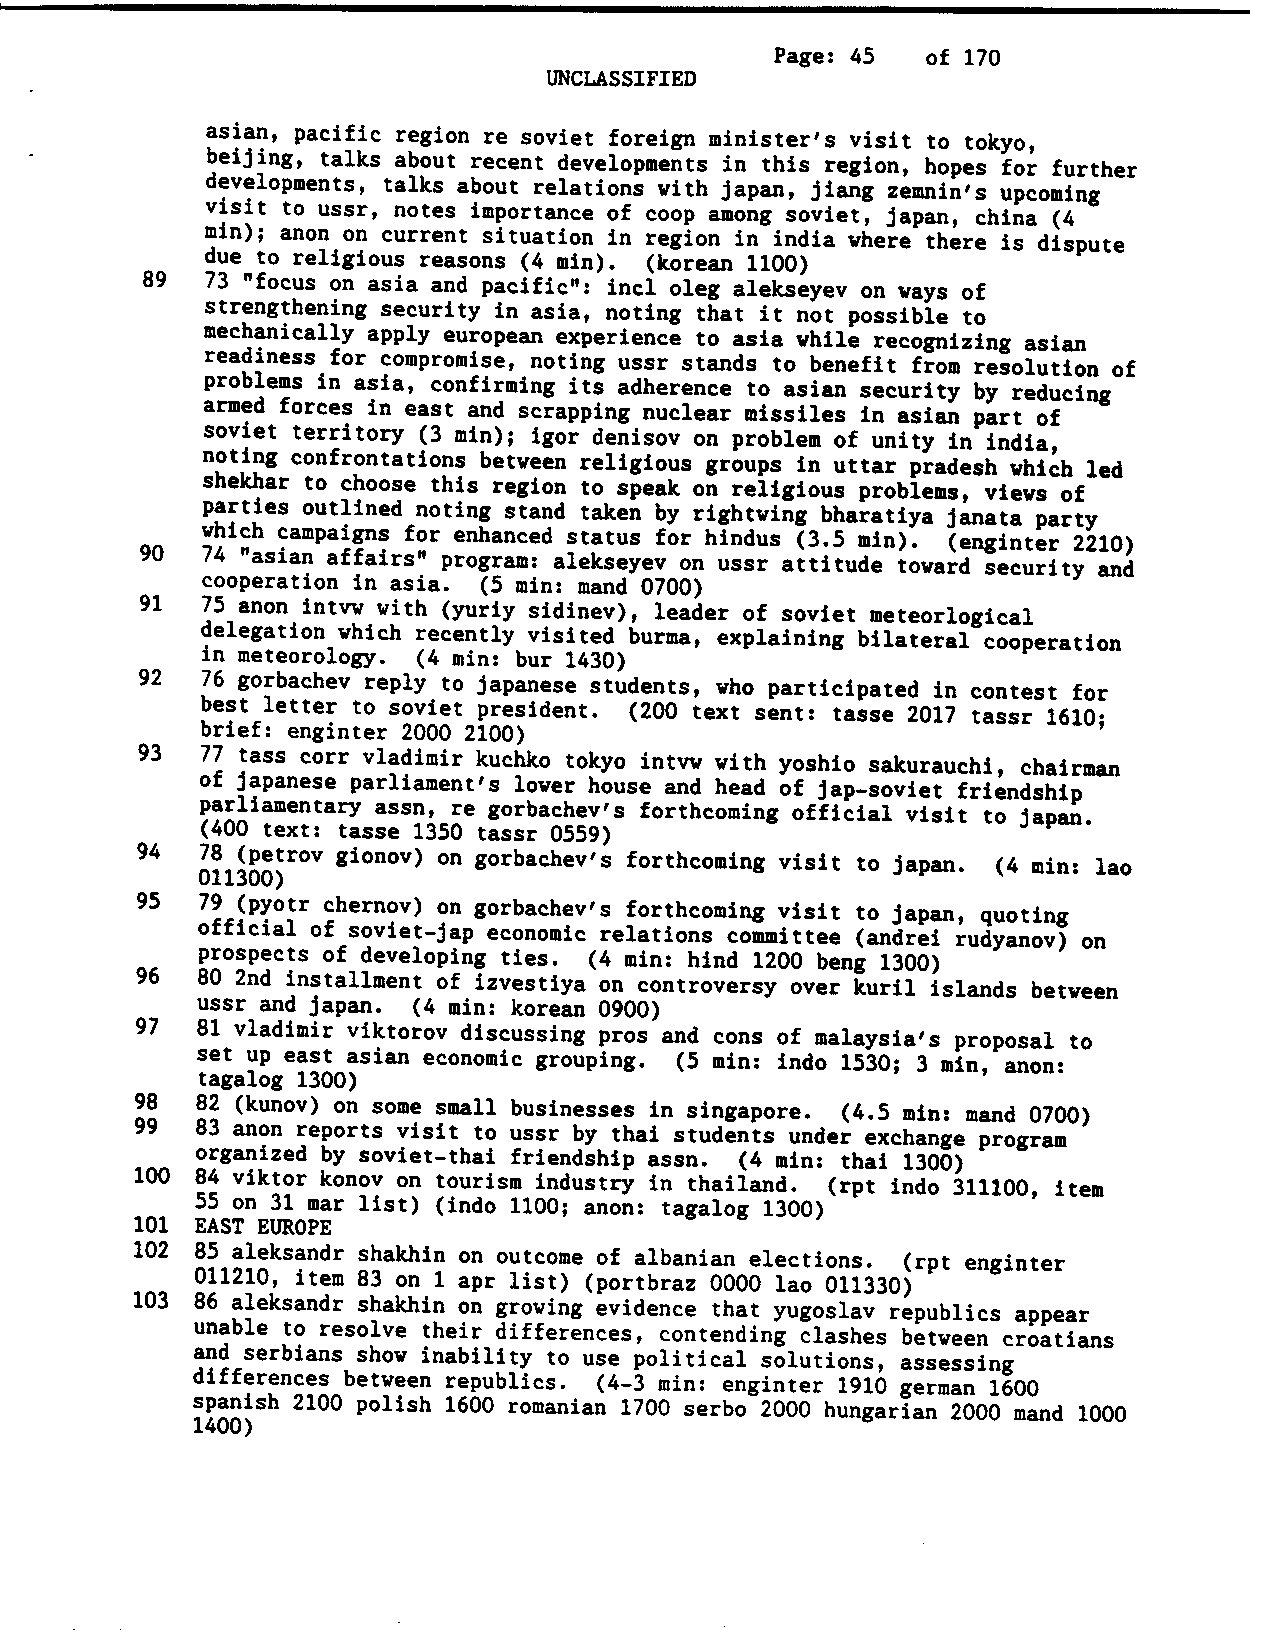 Page: 45 of 170
UNCLASSIFIED
asian, pacific region re soviet foreign minister's visit to tokyo,
beijing, talks about recent developments in this region, hopes for further
developments, talks about relations with japan, jiang zemnin's upcoming
visit to ussr, notes importance of coop among soviet, japan, china (4
min); anon on current situation in region in india where there is dispute
due to religious reasons (4 min). (korean 1100)
89 73 "focus on asia and pacific": incl oleg alekseyev on ways of
strengthening security in asia, noting that it not possible to
mechanically apply european experience to asia while recognizing asian
readiness for compromise, noting ussr stands to benefit from resolution of
problems in asia, confirming its adherence to asian security by reducing
armed forces in east and scrapping nuclear missiles in asian part of
soviet territory (3 min); igor denisov on problem of unity in india,
noting confrontations between religious groups in uttar pradesh which led
shekhar to choose this region to speak on religious problems, views of
parties outlined noting stand taken by rightwing bharatiya janata party
which campaigns for enhanced status for hindus (3.5 min). (enginter 2210)
90 74 "asian affairs" program: alekseyev on ussr attitude toward security and
cooperation in asia. (5 min: mand 0700)
91 75 anon intvw with (yuriy sidinev), leader of soviet meteorlogical
delegation which recently visited burma, explaining bilateral cooperation
in meteorology. (4 min: bur 1430)
92 76 gorbachev reply to japanese students, who participated in contest for
best letter to soviet president. (200 text sent: tasse 2017 tassr 1610;
brief: enginter 2000 2100)
93 77 tass corr vladimir kuchko tokyo intvw with yoshio sakurauchi, chairman
of japanese parliament's lower house and head of jap-soviet friendship
parliamentary assn, re gorbachev's forthcoming official visit to japan.
(400 text: tasse 1350 tassr 0559)
94 78 (petrov gionov) on gorbachev's forthcoming visit to japan. (4 min: lao
011300)
95 79 (pyotr chernov) on gorbachev's forthcoming visit to japan, quoting
official of soviet-jap economic relations committee (andrei rudyanov) on
prospects of developing ties. (4 min: hind 1200 beng 1300)
96 80 2nd installment of izvestiya on controversy over kuril islands between
ussr and japan. (4 min: korean 0900)
97 81 vladimir viktorov discussing pros and cons of malaysia's proposal to
set up east asian economic grouping. (5 min: indo 1530; 3 min, anon:
tagalog 1300)
98 82 (kunov) on some small businesses in singapore. (4.5 min: mand 0700)
99 83 anon reports visit to ussr by thai students under exchange program
organized by soviet-thai friendship assn. (4 min: thai 1300)
100 84 viktor konov on tourism industry in thailand. (rpt indo 311100, item
55 on 31 mar list) (indo 1100; anon: tagalog 1300)
101 EAST EUROPE
102 85 aleksandr shakhin on outcome of albanian elections. (rpt enginter
011210, item 83 on 1 apr list) (portbraz 0000 lao 011330)
103 86 aleksandr shakhin on growing evidence that yugoslav republics appear
unable to resolve their differences, contending clashes between croatians
and serbians show inability to use political solutions, assessing
differences between republics. (4-3 min: enginter 1910 german 1600
spanish 2100 polish 1600 romanian 1700 serbo 2000 hungarian 2000 mand 1000
1400)